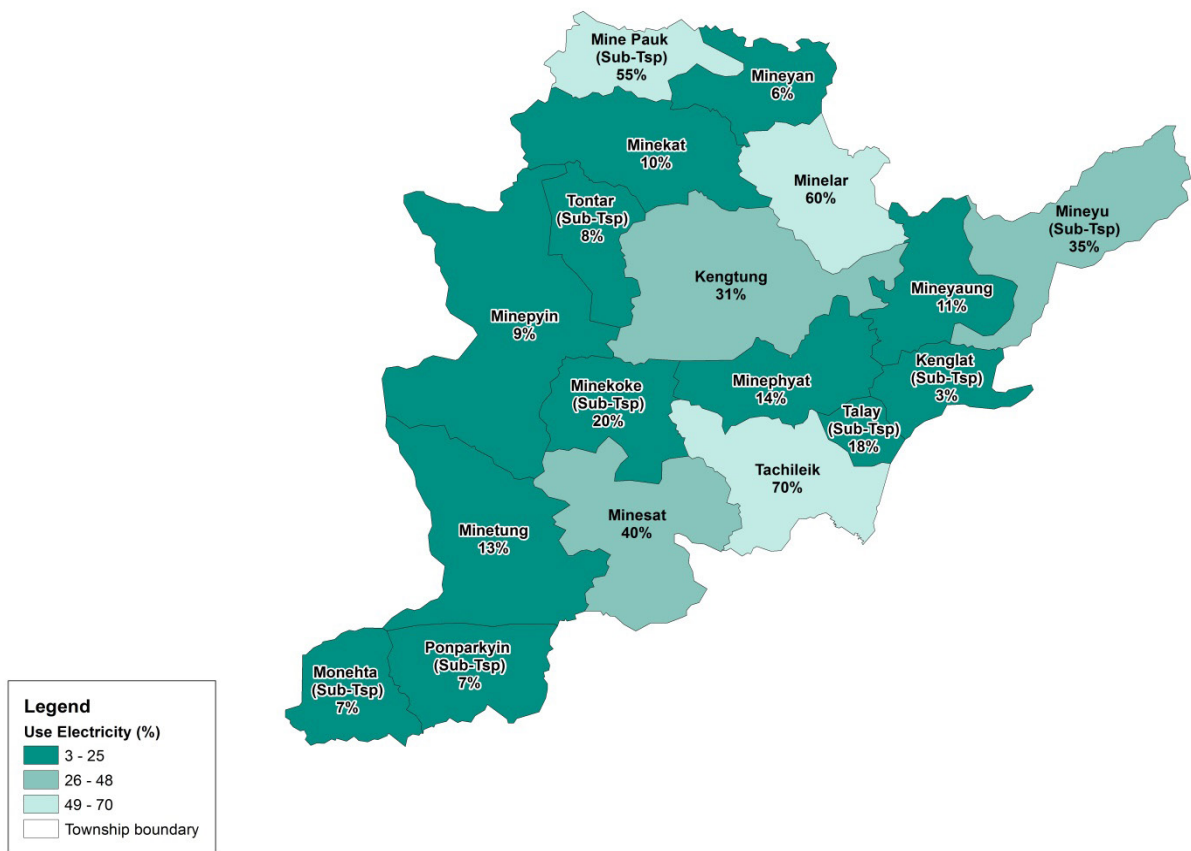 Mine Pauk
(Sub-Tsp)
55%
Mineyan
6%
Minekat
10%
Minelar
60%
Tontar
(Sub-Tsp)
8%
Mineyu
(Sub-Tsp)
35%
Kengtung
31%
Mineyaung
11%
Minepyin
9%
Kenglat
(Sub-Tsp)
3%
Minekoke
(Sub-Tsp)
20%
Minephyat
14%
Talay
(Sub-Tsp)
18%
Tachileik
70%
Minesat
40%
Minetung
13%
Ponparkyin
(Sub-Tsp)
7%
Monehta
(Sub-Tsp)
7%
Legend
Use Electricity (%)
3 - 25
26 - 48
49 - 70
Township boundary